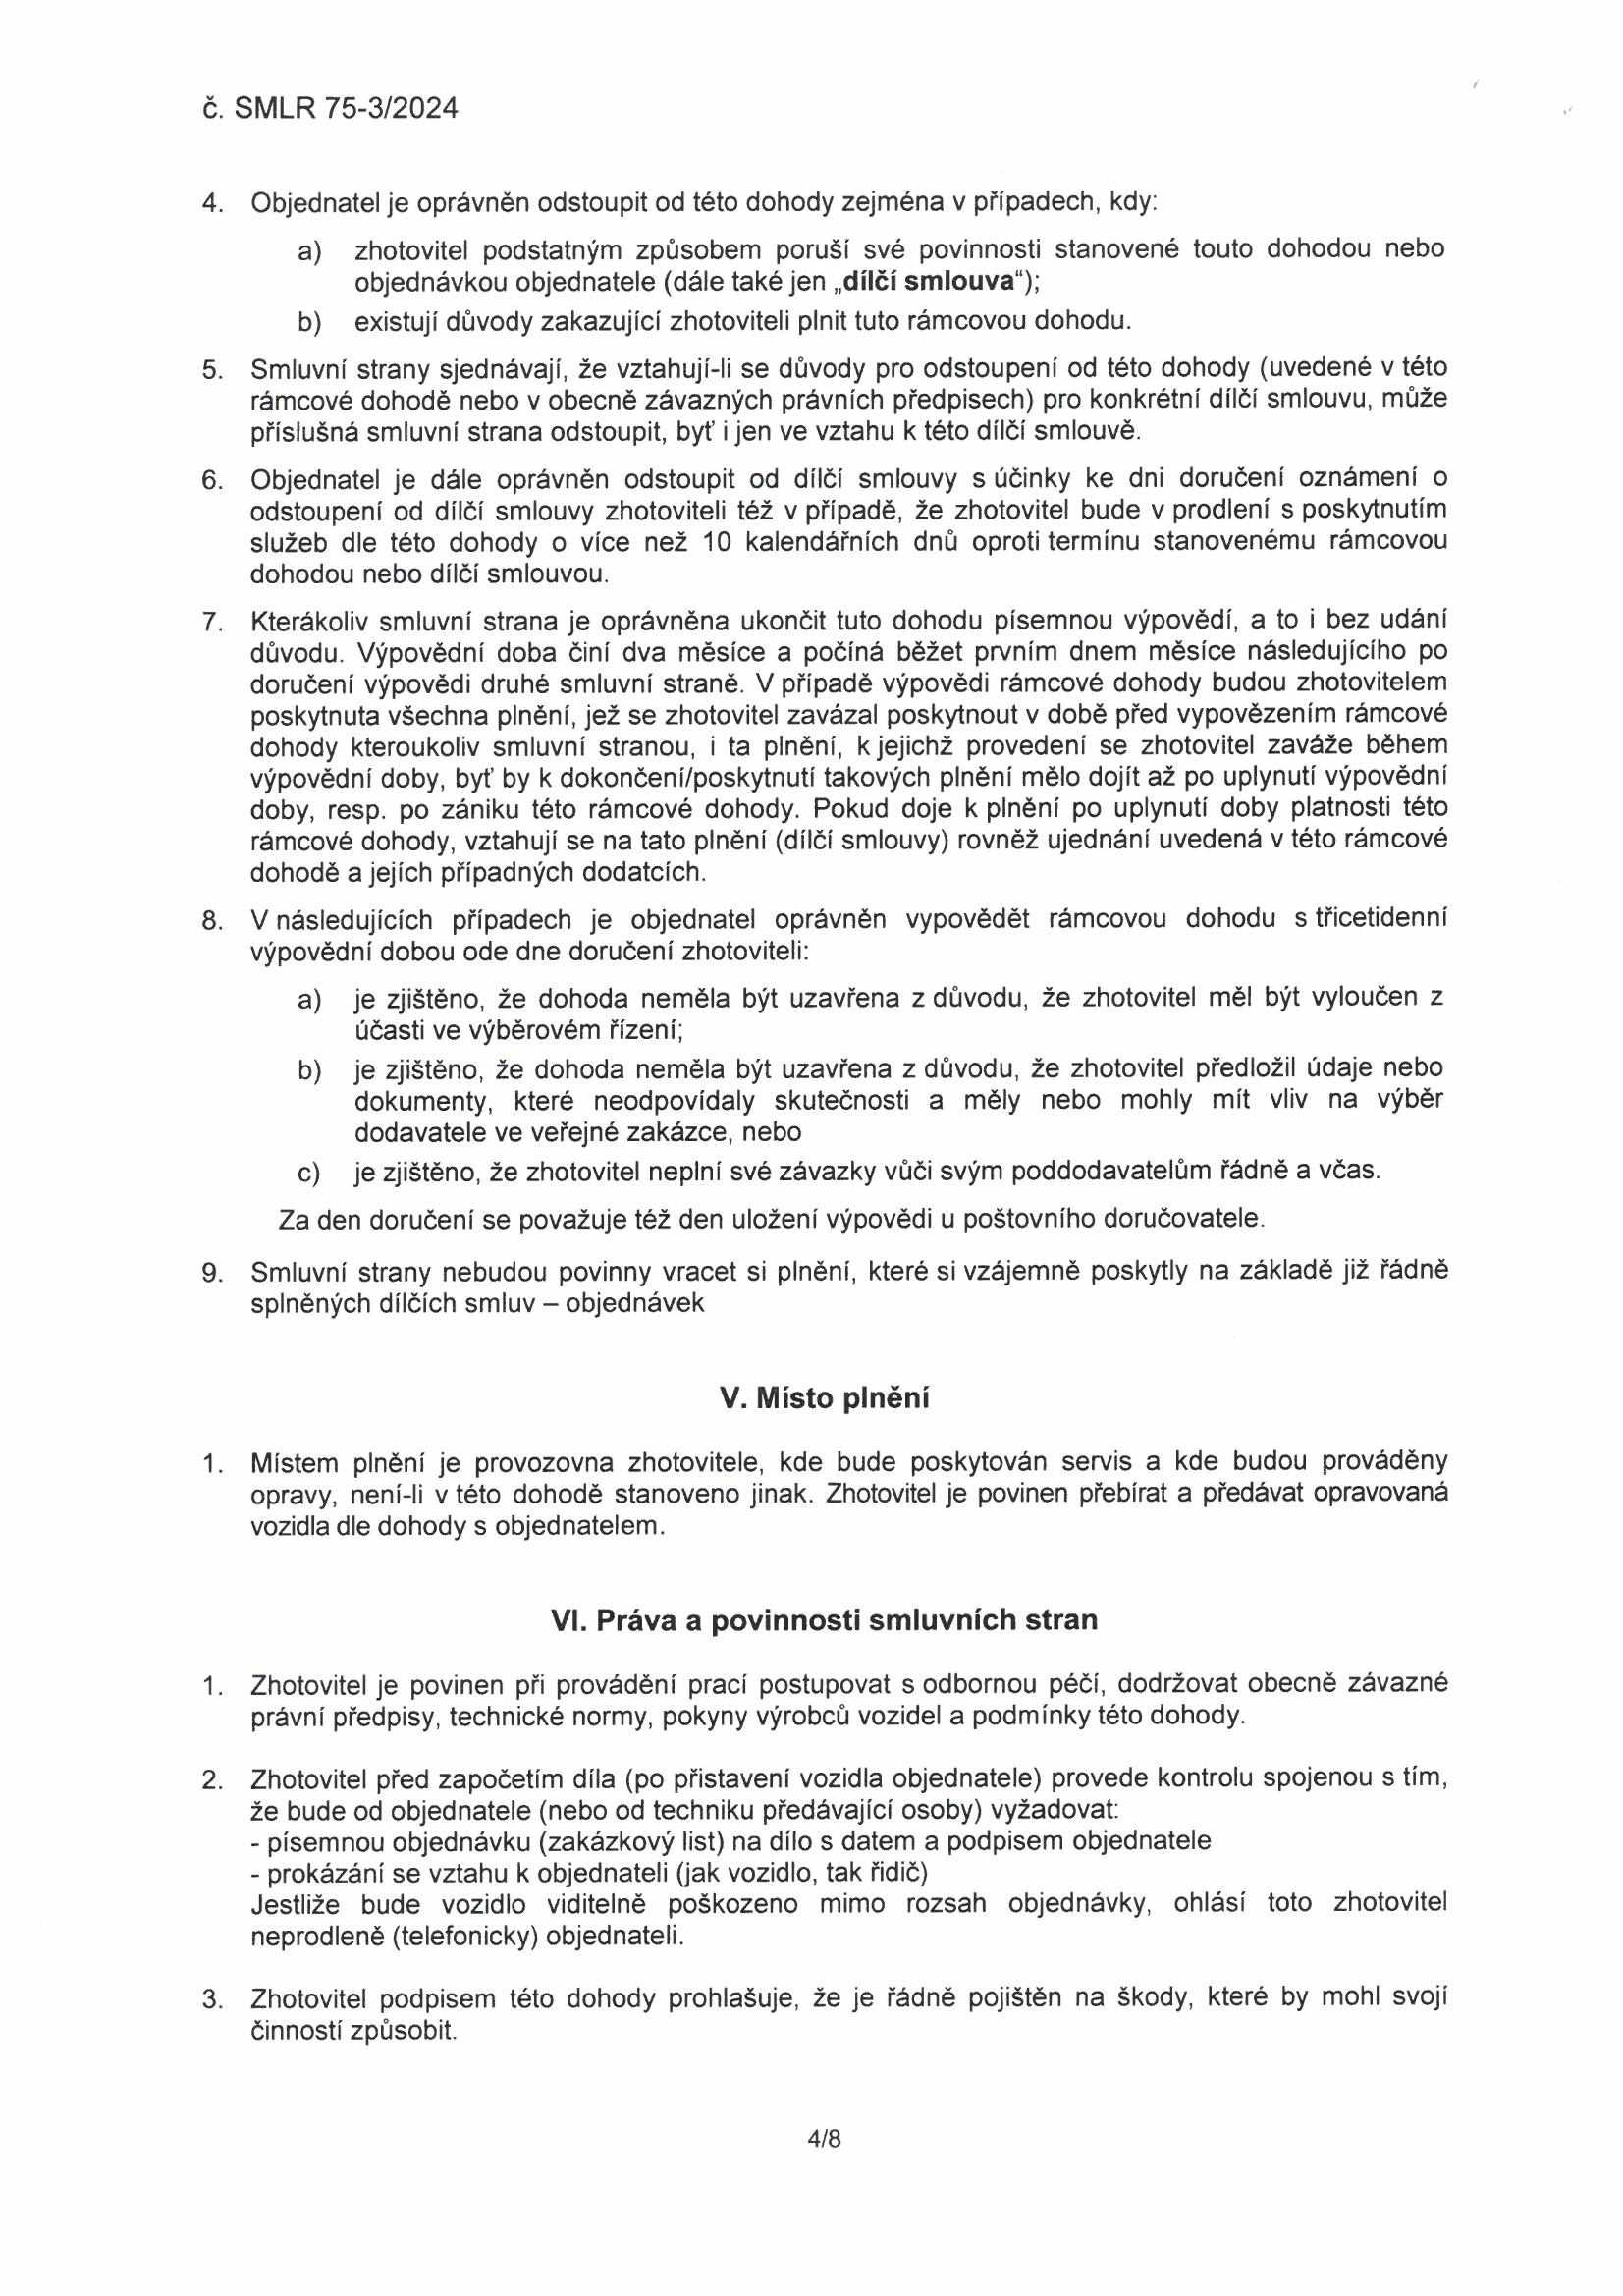 č. SMLR 75-3/2024
4. Objednatel je oprávněn odstoupit od této dohody zejména v případech, kdy:
a) zhotovitel podstatným způsobem poruší své povinnosti stanovené touto dohodou nebo
objednávkou objednatele (dále také jen „dílčí smlouva“);
b) existují důvody zakazující zhotoviteli plnit tuto rámcovou dohodu.
5. Smluvní strany sjednávají, že vztahují-li se důvody pro odstoupení od této dohody (uvedené v této
rámcové dohodě nebo v obecně závazných právních předpisech) pro konkrétní dílčí smlouvu, může
příslušná smluvní strana odstoupit, byť i jen ve vztahu k této dílčí smlouvě.
6. Objednatel je dále oprávněn odstoupit od dílčí smlouvy s účinky ke dni doručení oznámení o
odstoupení od dílčí smlouvy zhotoviteli též v případě, že zhotovitel bude v prodlení s poskytnutím
služeb dle této dohody o více než 10 kalendářních dnů oproti termínu stanovenému rámcovou
dohodou nebo dílčí smlouvou.
7. Kterákoliv smluvní strana je oprávněna ukončit tuto dohodu písemnou výpovědí, a to i bez udání
důvodu. Výpovědní doba činí dva měsíce a počíná běžet prvním dnem měsíce následujícího po
doručení výpovědi druhé smluvní straně. V případě výpovědi rámcové dohody budou zhotovitelem
poskytnuta všechna plnění, jež se zhotovitel zavázal poskytnout v době před vypovězením rámcové
dohody kteroukoliv smluvní stranou, i ta plnění, k jejichž provedení se zhotovitel zaváže během
výpovědní doby, byť by k dokončení/poskytnutí takových plnění mělo dojít až po uplynutí výpovědní
doby, resp. po zániku této rámcové dohody. Pokud doje k plnění po uplynutí doby platnosti této
rámcové dohody, vztahují se na tato plnění (dílčí smlouvy) rovněž ujednání uvedená v této rámcové
dohodě a jejích případných dodatcích.
8. V následujících případech je objednatel oprávněn vypovědět rámcovou dohodu s třicetidenní
výpovědní dobou ode dne doručení zhotoviteli:
a) je zjištěno, že dohoda neměla být uzavřena z důvodu, že zhotovitel měl být vyloučen z
účasti ve výběrovém řízení;
b) je zjištěno, že dohoda neměla být uzavřena z důvodu, že zhotovitel předložil údaje nebo
dokumenty, které neodpovídaly skutečnosti a měly nebo mohly mít vliv na výběr
dodavatele ve veřejné zakázce, nebo
c) je zjištěno, že zhotovitel neplní své závazky vůči svým poddodavatelům řádně a včas.
Za den doručení se považuje též den uložení výpovědi u poštovního doručovatele.
9. Smluvní strany nebudou povinny vracet si plnění, které si vzájemně poskytly na základě již řádně
splněných dílčích smluv – objednávek
V. Místo plnění
1. Místem plnění je provozovna zhotovitele, kde bude poskytován servis a kde budou prováděny
opravy, není-li v této dohodě stanoveno jinak. Zhotovitel je povinen přebírat a předávat opravovaná
vozidla dle dohody s objednatelem.
VI. Práva a povinnosti smluvních stran
1. Zhotovitel je povinen při provádění prací postupovat s odbornou péčí, dodržovat obecně závazné
právní předpisy, technické normy, pokyny výrobců vozidel a podmínky této dohody.
2. Zhotovitel před započetím díla (po přistavení vozidla objednatele) provede kontrolu spojenou s tím,
že bude od objednatele (nebo od techniku předávající osoby) vyžadovat:
- písemnou objednávku (zakázkový list) na dílo s datem a podpisem objednatele
- prokázání se vztahu k objednateli (jak vozidlo, tak řidič)
Jestliže bude vozidlo viditelně poškozeno mimo rozsah objednávky, ohlásí toto zhotovitel
neprodleně (telefonicky) objednateli.
3. Zhotovitel podpisem této dohody prohlašuje, že je řádně pojištěn na škody, které by mohl svojí
činností způsobit.
4/8